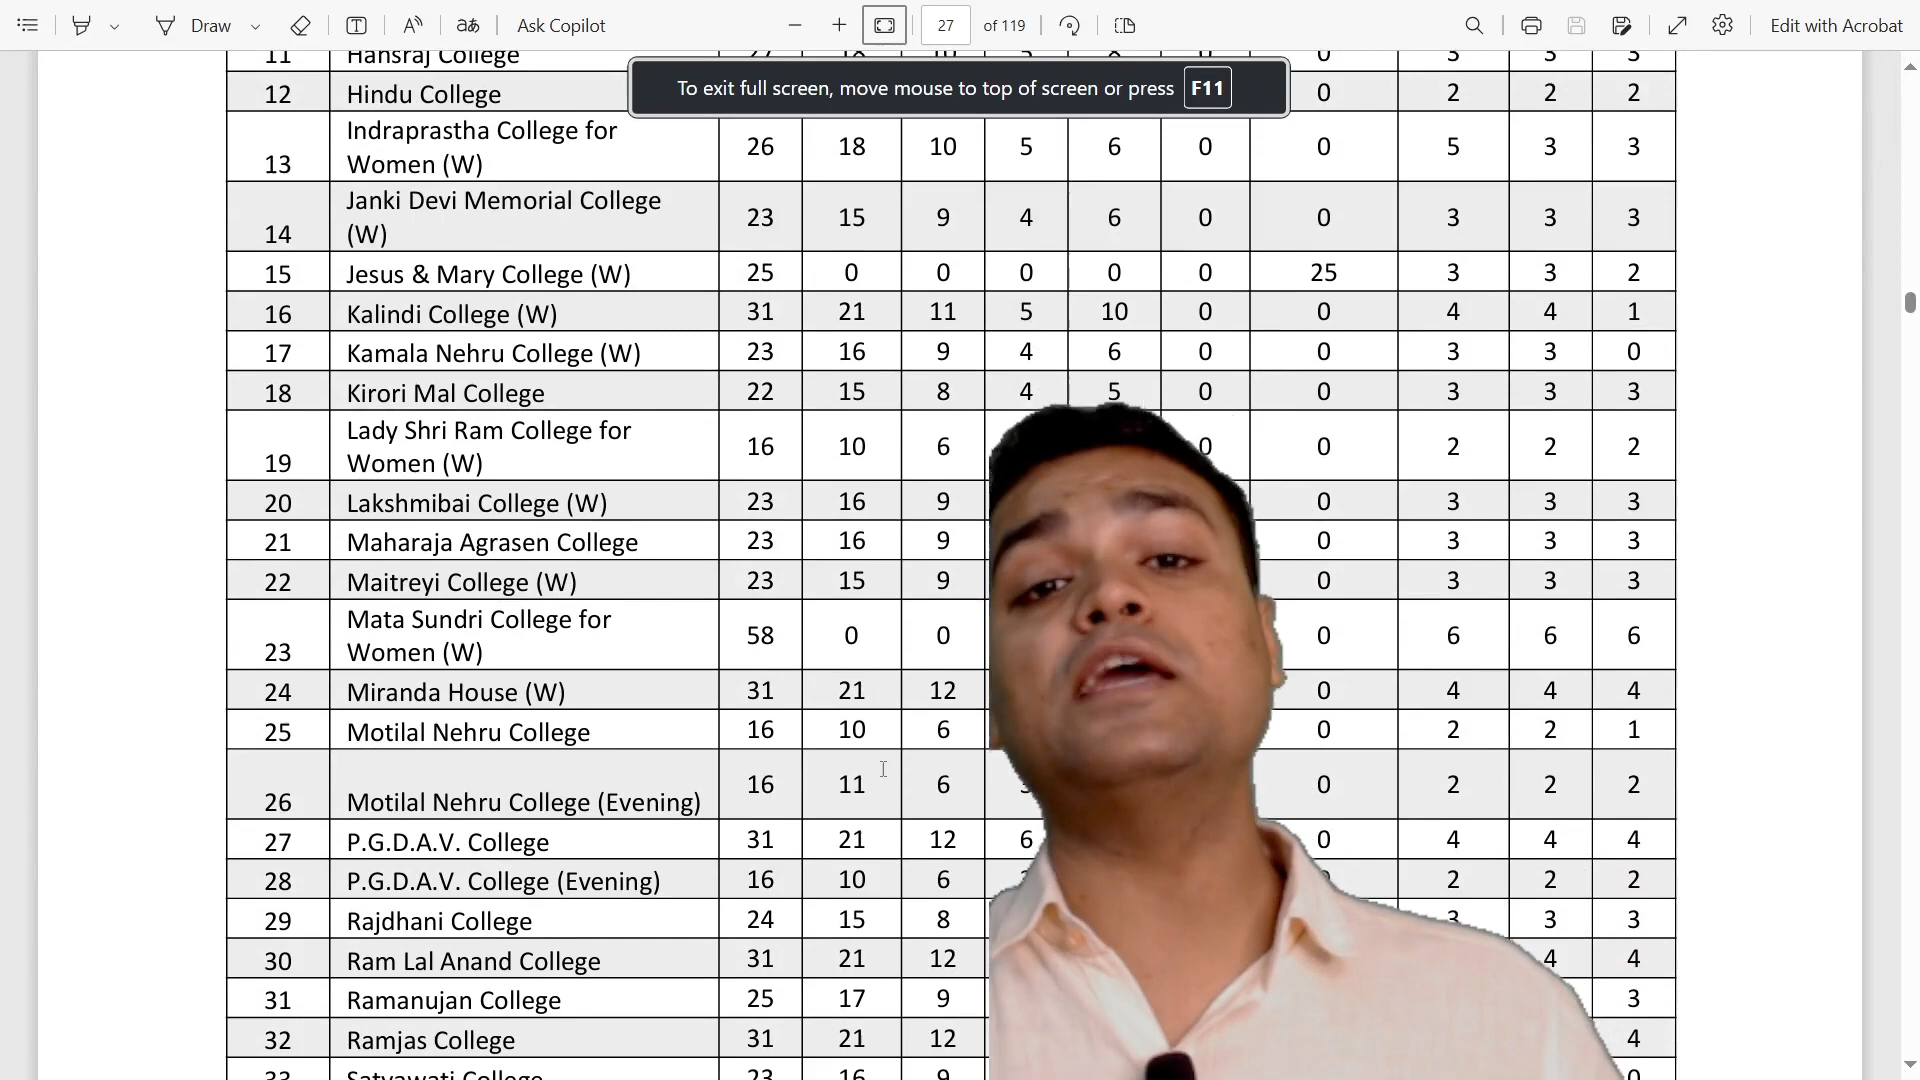 Draw
Ask Copilot
27 of 119
Edit with Acrobat
To exit full screen, move mouse to top of screen or press F11
11 Hansraj College 0 3 3 3
12 Hindu College 0 2 2 2
Indraprastha College for
13 Women (W) 26 18 10 5 6 0 0 5 3 3
Janki Devi Memorial College
14 (W) 23 15 9 4 6 0 0 3 3 3
15 Jesus & Mary College (W) 25 0 0 0 0 0 25 3 3 2
16 Kalindi College (W) 31 21 11 5 10 0 0 4 4 1
17 Kamala Nehru College (W) 23 16 9 4 6 0 0 3 3 0
18 Kirori Mal College 22 15 8 4 5 0 0 3 3 3
Lady Shri Ram College for
19 Women (W) 16 10 6 0 0 2 2 2
20 Lakshmibai College (W) 23 16 9 0 3 3 3
21 Maharaja Agrasen College 23 16 9 0 3 3 3
22 Maitreyi College (W) 23 15 9 0 3 3 3
Mata Sundri College for
23 Women (W) 58 0 0 0 6 6 6
24 Miranda House (W) 31 21 12 0 4 4 4
25 Motilal Nehru College 16 10 6 0 2 2 1
26 Motilal Nehru College (Evening) 16 11 6 0 2 2 2
27 P.G.D.A.V. College 31 21 12 6 0 4 4 4
28 P.G.D.A.V. College (Evening) 16 10 6 2 2 2
29 Rajdhani College 24 15 8 3 3 3
30 Ram Lal Anand College 31 21 12 4 4
31 Ramanujan College 25 17 9 3
32 Ramjas College 31 21 12 4
33 Satyawati College 23 16 9 0